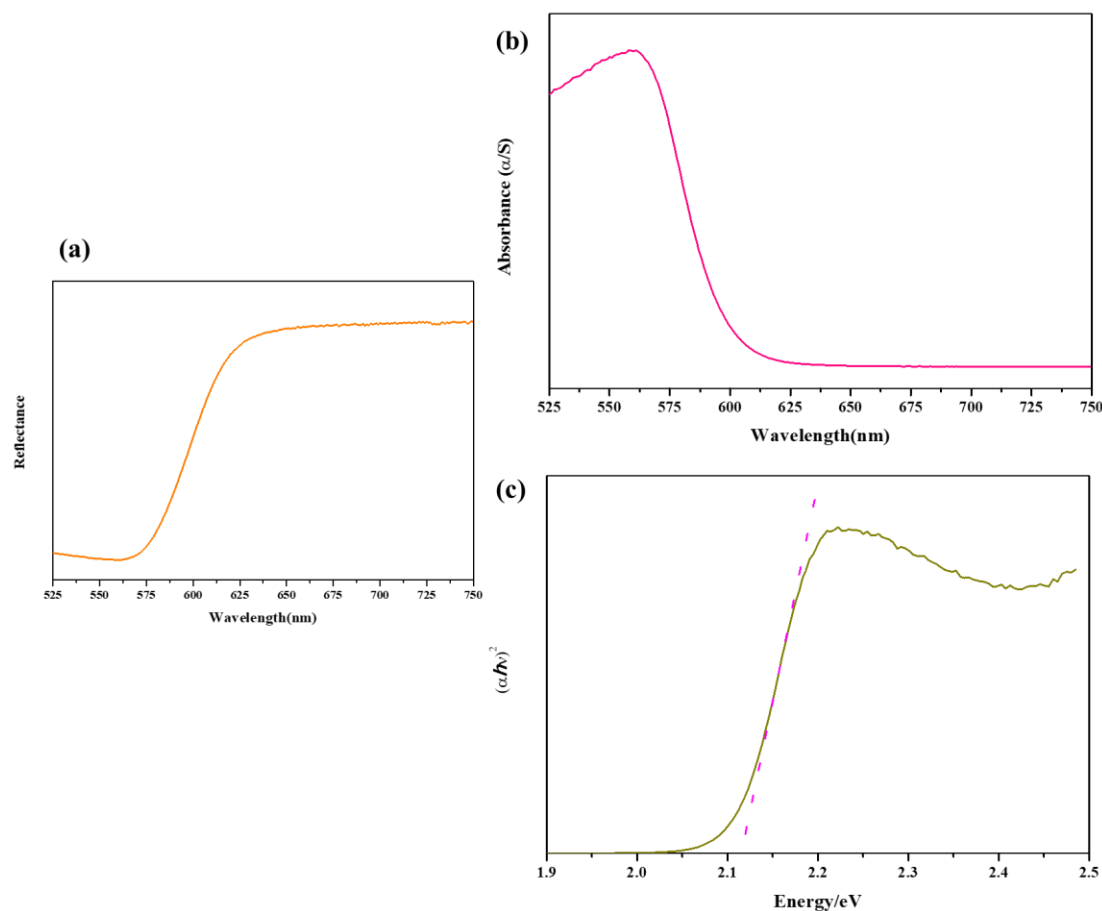 (a)
Reflectance
525 550 575 600 625 650 675 700 725 750
Wavelength(nm)
(b)
Absorbance (α/S)
525 550 575 600 625 650 675 700 725 750
Wavelength(nm)
(c)
(αhν)²
1.9 2.0 2.1 2.2 2.3 2.4 2.5
Energy/eV